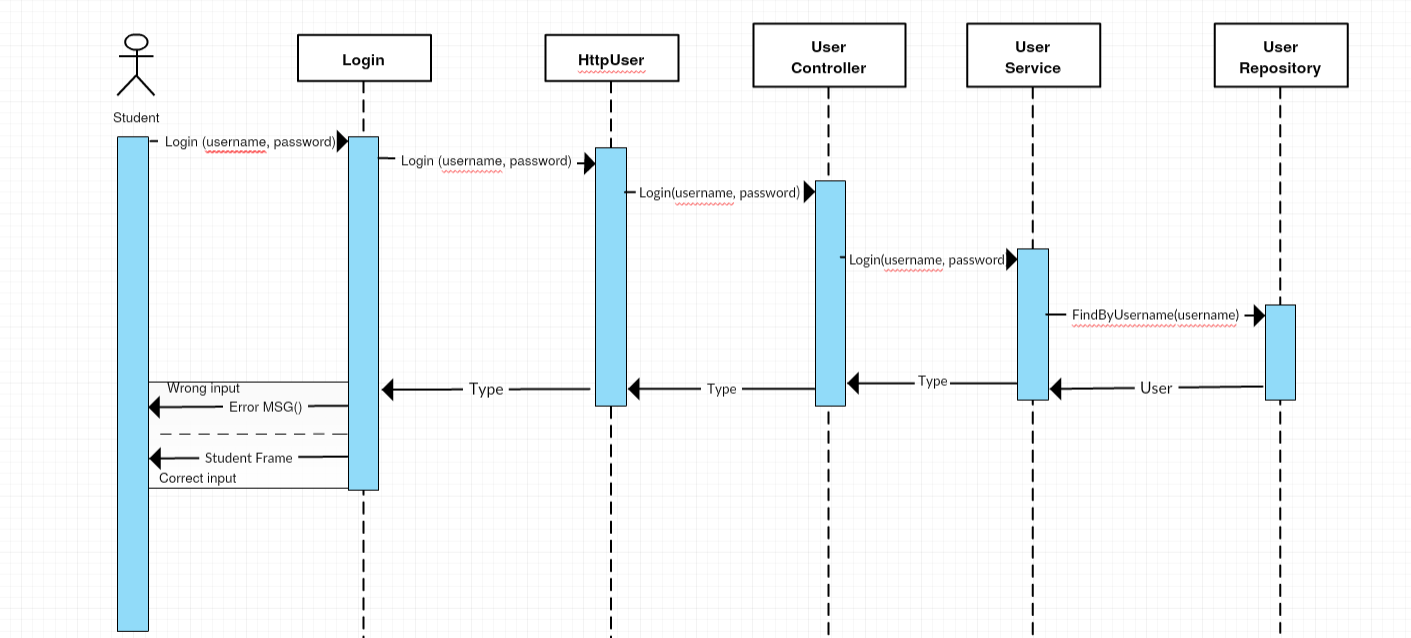 Login
HttpUser
User
Controller
User
Service
User
Repository
Student
Login (username, password)
Login (username, password)
Login(username, password)
Login(username, password
FindByUsername(username)
Wrong input
Type
Type
Type
User
Error MSG()
Student Frame
Correct input